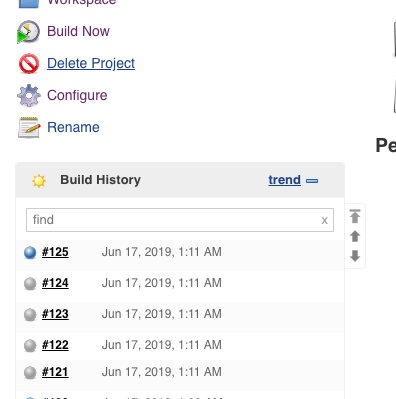 Workspace
Build Now
Delete Project
Configure
Rename
Pe
Build History trend
find x
#125 Jun 17, 2019, 1:11 AM
#124 Jun 17, 2019, 1:11 AM
#123 Jun 17, 2019, 1:11 AM
#122 Jun 17, 2019, 1:11 AM
#121 Jun 17, 2019, 1:11 AM